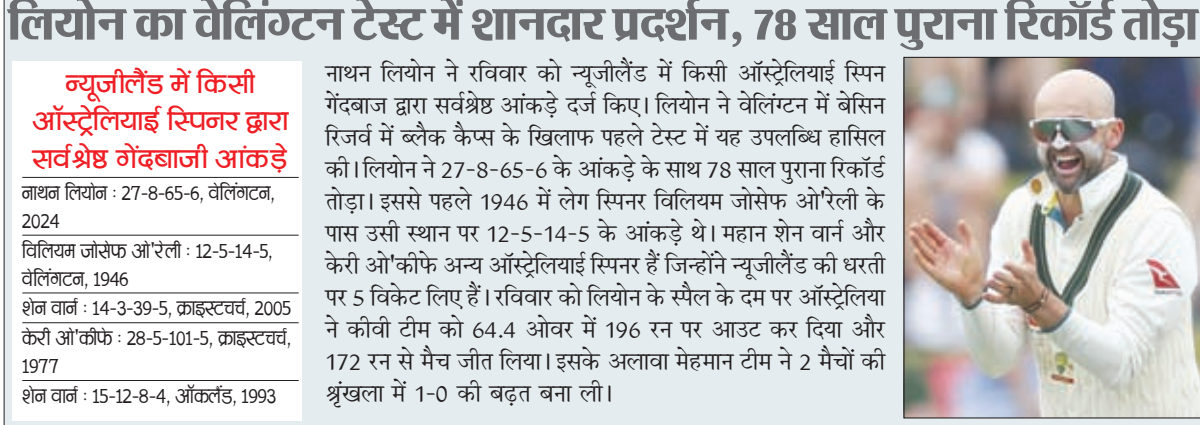 लियोन का वेलिंग्टन टेस्ट में शानदार प्रदर्शन, 78 साल पुराना रिकॉर्ड तोड़ा
न्यूजीलैंड में किसी
ऑस्ट्रेलियाई स्पिनर द्वारा
सर्वश्रेष्ठ गेंदबाजी आंकड़े
नाथन लियोन : 27-8-65-6, वेलिंगटन,
2024
विलियम जोसेफ ओ'रेली : 12-5-14-5,
वेलिंगटन, 1946
शेन वार्न : 14-3-39-5, क्राइस्टचर्च, 2005
केरी ओ'कीफे : 28-5-101-5, क्राइस्टचर्च,
1977
शेन वार्न : 15-12-8-4, ऑकलैंड, 1993
नाथन लियोन ने रविवार को न्यूजीलैंड में किसी ऑस्ट्रेलियाई स्पिन
गेंदबाज द्वारा सर्वश्रेष्ठ आंकड़े दर्ज किए। लियोन ने वेलिंग्टन में बेसिन
रिजर्व में ब्लैक कैप्स के खिलाफ पहले टेस्ट में यह उपलब्धि हासिल
की। लियोन ने 27-8-65-6 के आंकड़े के साथ 78 साल पुराना रिकॉर्ड
तोड़ा। इससे पहले 1946 में लेग स्पिनर विलियम जोसेफ ओ'रेली के
पास उसी स्थान पर 12-5-14-5 के आंकड़े थे। महान शेन वार्न और
केरी ओ'कीफे अन्य ऑस्ट्रेलियाई स्पिनर हैं जिन्होंने न्यूजीलैंड की धरती
पर 5 विकेट लिए हैं। रविवार को लियोन के स्पैल के दम पर ऑस्ट्रेलिया
ने कीवी टीम को 64.4 ओवर में 196 रन पर आउट कर दिया और
172 रन से मैच जीत लिया। इसके अलावा मेहमान टीम ने 2 मैचों की
श्रृंखला में 1-0 की बढ़त बना ली।